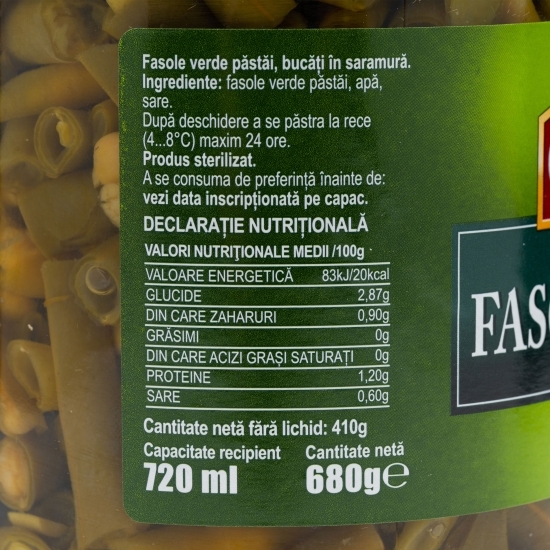 Fasole verde păstăi, bucăți în saramură.
Ingrediente: fasole verde păstăi, apă,
sare.
După deschidere a se păstra la rece
(4...8°C) maxim 24 ore.
Produs sterilizat.
A se consuma de preferință înainte de:
vezi data inscripționată pe capac.
DECLARAȚIE NUTRIȚIONALĂ
VALORI NUTRIȚIONALE MEDII /100g
VALOARE ENERGETICĂ 83kJ/20kcal
GLUCIDE 2,87g
DIN CARE ZAHARURI 0,90g
GRĂSIMI 0g
DIN CARE ACIZI GRAȘI SATURAȚI 0g
PROTEINE 1,20g
SARE 0,60g
Cantitate netă fără lichid: 410g
Capacitate recipient Cantitate netă
720 ml 680g℮
FAS